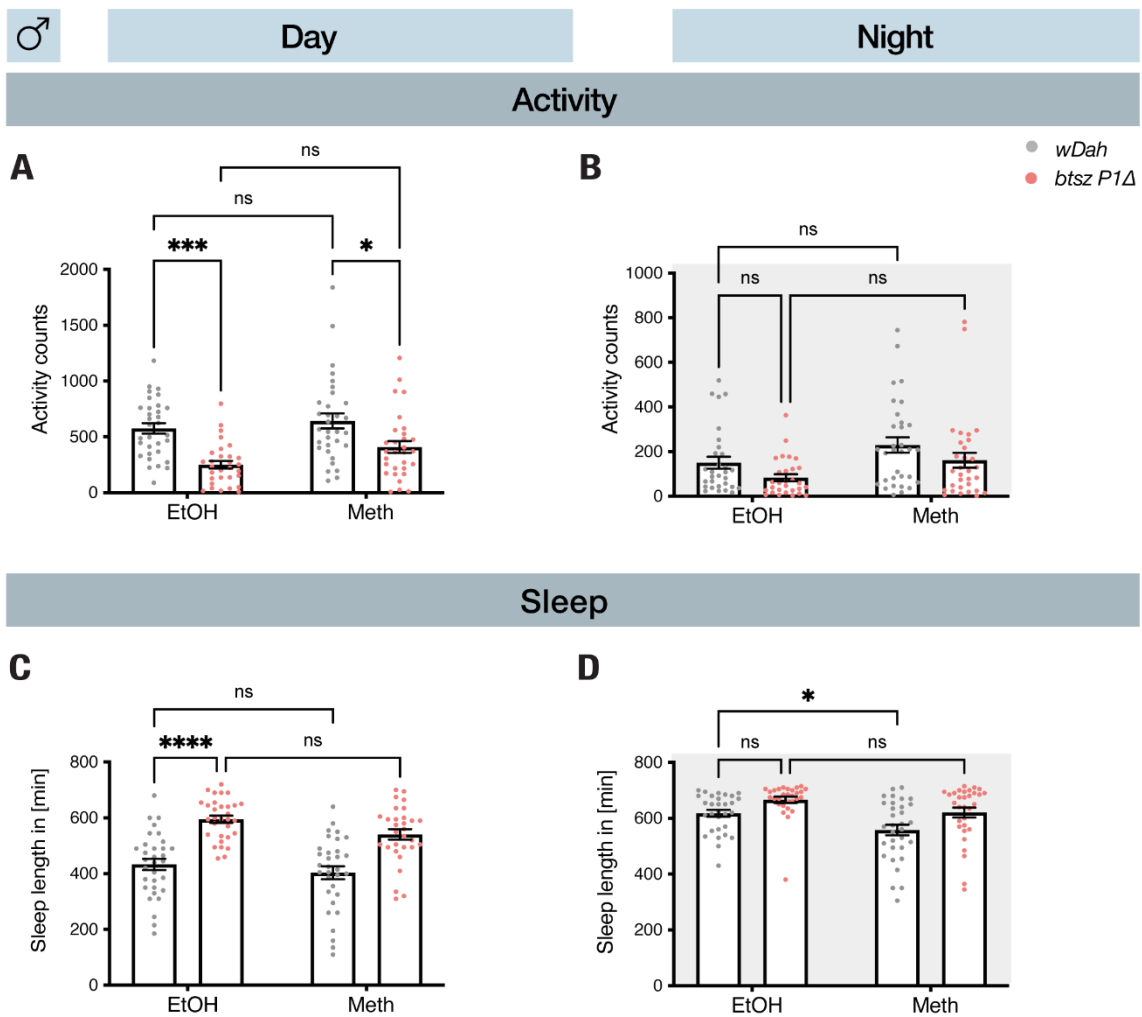 ♂ Day Night
Activity
wDah
btsz P1Δ
A
ns
ns
*** *
Activity counts
2000
1500
1000
500
0
EtOH Meth
B
ns
ns ns
Activity counts
1000
800
600
400
200
0
EtOH Meth
Sleep
C
ns
**** ns
Sleep length in [min]
800
600
400
200
0
EtOH Meth
D
*
ns ns
Sleep length in [min]
800
600
400
200
0
EtOH Meth